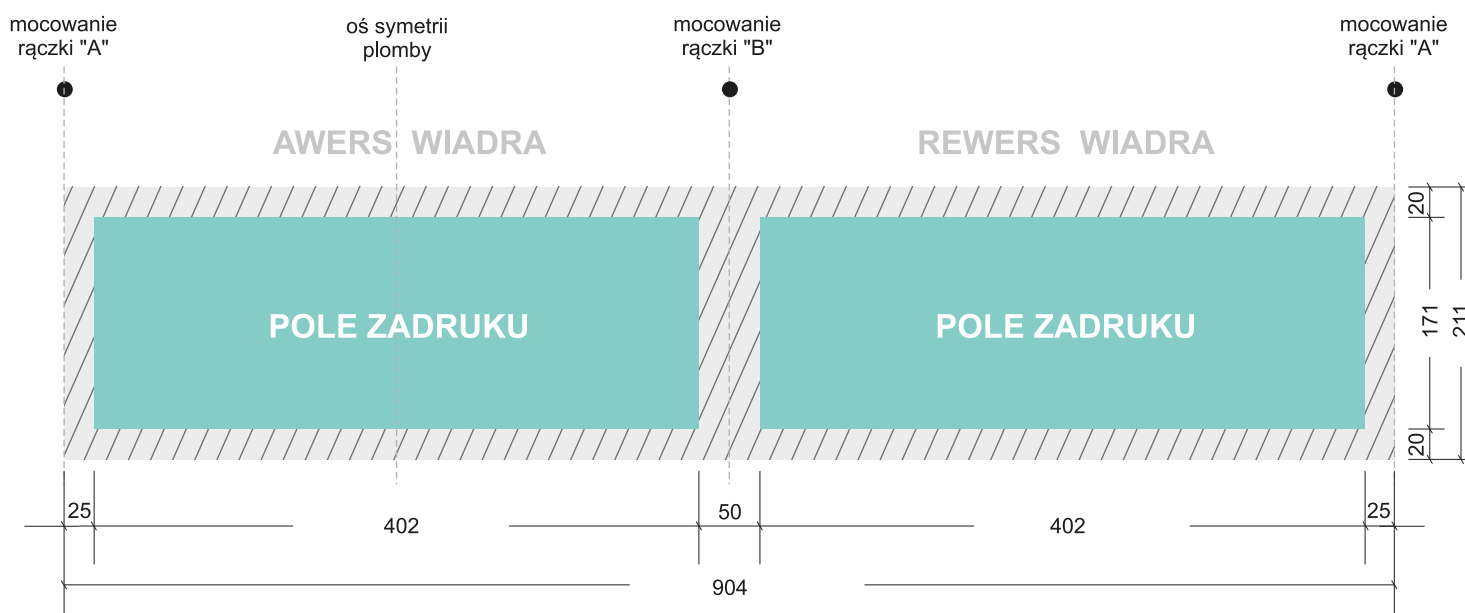 mocowanie
rączki "A"
oś symetrii
plomby
mocowanie
rączki "B"
mocowanie
rączki "A"
AWERS WIADRA
REWERS WIADRA
POLE ZADRUKU
POLE ZADRUKU
20
171
211
20
25
402
50
402
25
904